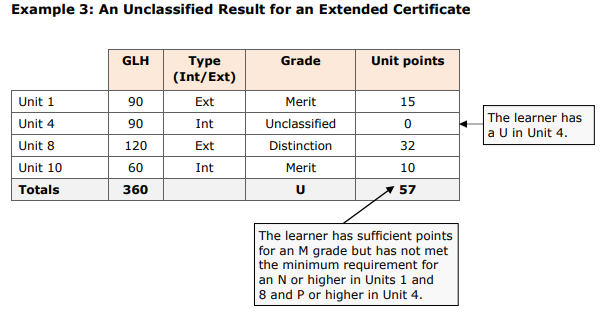 Example 3: An Unclassified Result for an Extended Certificate
GLH Type (Int/Ext) Grade Unit points
Unit 1 90 Ext Merit 15
Unit 4 90 Int Unclassified 0
Unit 8 120 Ext Distinction 32
Unit 10 60 Int Merit 10
Totals 360 U 57
The learner has
a U in Unit 4.
The learner has sufficient points
for an M grade but has not met
the minimum requirement for
an N or higher in Units 1 and
8 and P or higher in Unit 4.